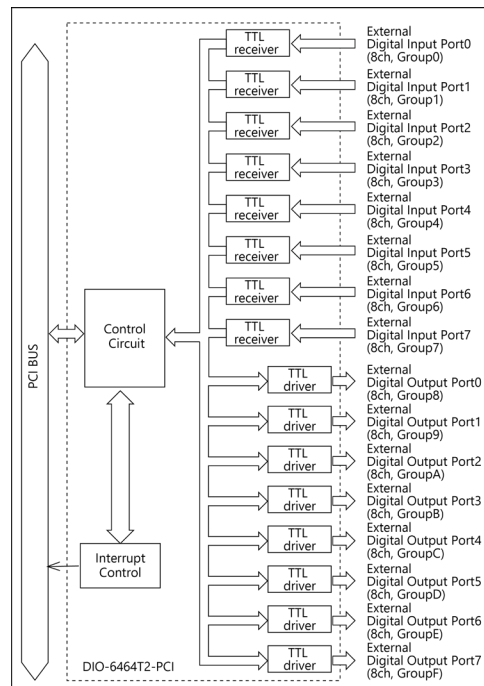 TTL
receiver
External
Digital Input Port0
(8ch, Group0)
TTL
receiver
External
Digital Input Port1
(8ch, Group1)
TTL
receiver
External
Digital Input Port2
(8ch, Group2)
TTL
receiver
External
Digital Input Port3
(8ch, Group3)
TTL
receiver
External
Digital Input Port4
(8ch, Group4)
TTL
receiver
External
Digital Input Port5
(8ch, Group5)
TTL
receiver
External
Digital Input Port6
(8ch, Group6)
TTL
receiver
External
Digital Input Port7
(8ch, Group7)
PCI BUS
Control
Circuit
TTL
driver
External
Digital Output Port0
(8ch, Group8)
TTL
driver
External
Digital Output Port1
(8ch, Group9)
TTL
driver
External
Digital Output Port2
(8ch, GroupA)
TTL
driver
External
Digital Output Port3
(8ch, GroupB)
TTL
driver
External
Digital Output Port4
(8ch, GroupC)
Interrupt
Control
TTL
driver
External
Digital Output Port5
(8ch, GroupD)
TTL
driver
External
Digital Output Port6
(8ch, GroupE)
TTL
driver
External
Digital Output Port7
(8ch, GroupF)
DIO-6464T2-PCI